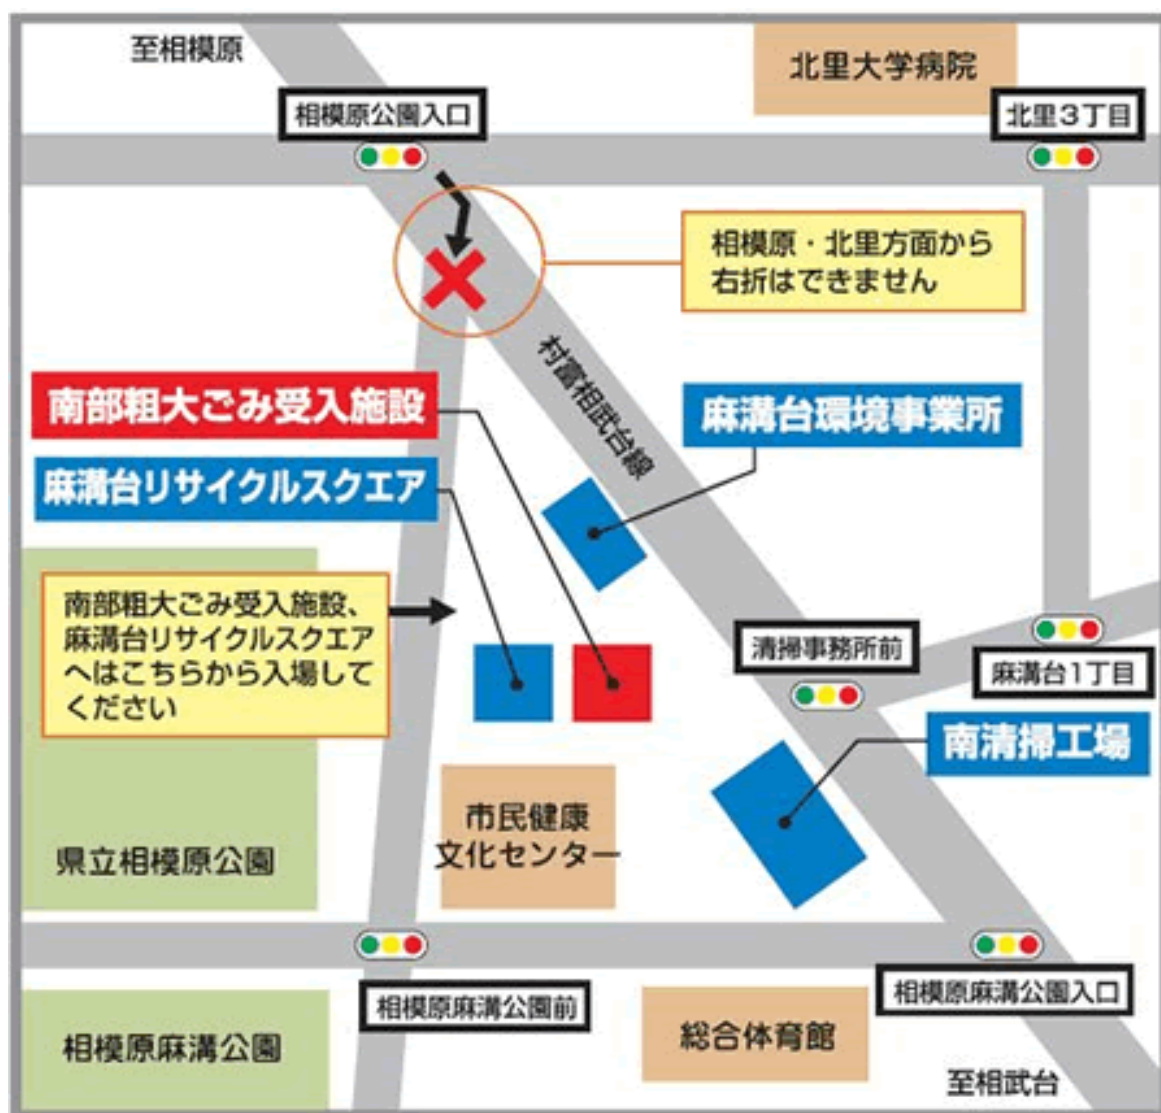 至相模原
北里大学病院
相模原公園入口
北里3丁目
相模原・北里方面から
右折はできません
村富相武台線
南部粗大ごみ受入施設
麻溝台環境事業所
麻溝台リサイクルスクエア
南部粗大ごみ受入施設、
麻溝台リサイクルスクエア
へはこちらから入場して
ください
清掃事務所前
麻溝台1丁目
南清掃工場
市民健康
文化センター
県立相模原公園
相模原麻溝公園前
相模原麻溝公園入口
相模原麻溝公園
総合体育館
至相武台